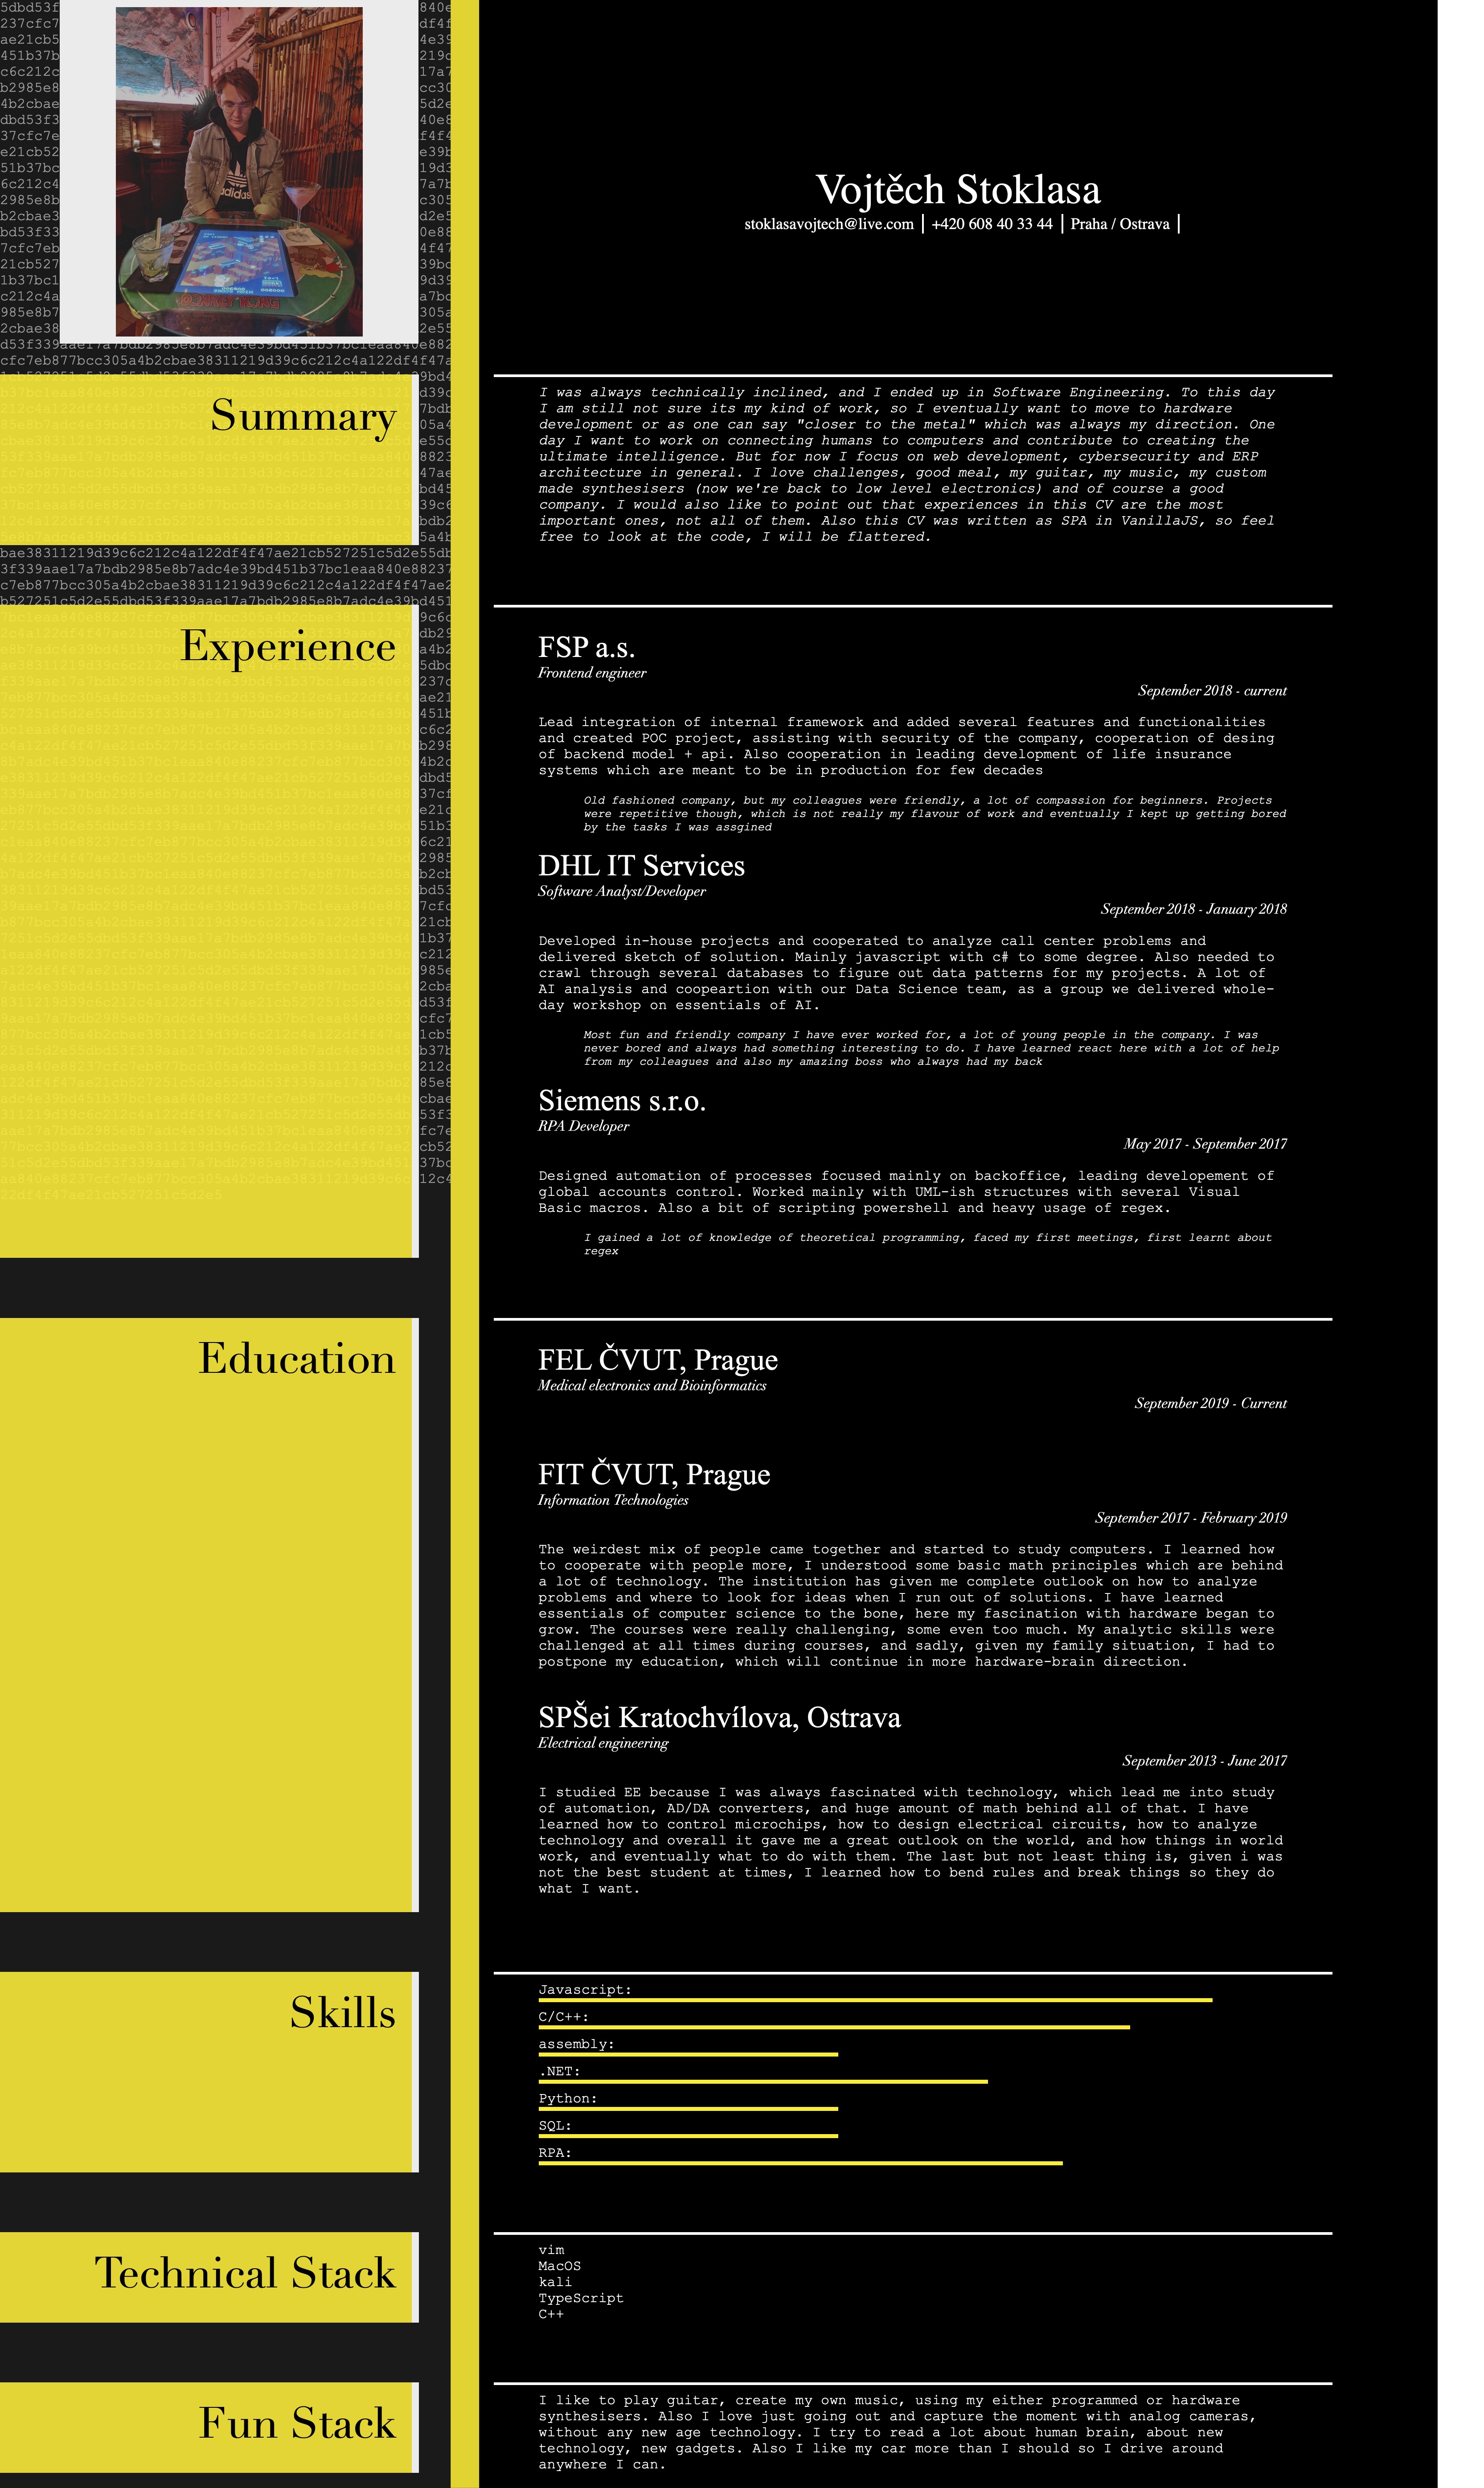 Vojtěch Stoklasa
stoklasavojtech@live.com | +420 608 40 33 44 | Praha / Ostrava |
Summary
I was always technically inclined, and I ended up in Software Engineering. To this day
I am still not sure its my kind of work, so I eventually want to move to hardware
development or as one can say "closer to the metal" which was always my direction. One
day I want to work on connecting humans to computers and contribute to creating the
ultimate intelligence. But for now I focus on web development, cybersecurity and ERP
architecture in general. I love challenges, good meal, my guitar, my music, my custom
made synthesisers (now we're back to low level electronics) and of course a good
company. I would also like to point out that experiences in this CV are the most
important ones, not all of them. Also this CV was written as SPA in VanillaJS, so feel
free to look at the code, I will be flattered.
Experience
FSP a.s.
Frontend engineer
September 2018 - current
Lead integration of internal framework and added several features and functionalities
and created POC project, assisting with security of the company, cooperation of desing
of backend model + api. Also cooperation in leading development of life insurance
systems which are meant to be in production for few decades
Old fashioned company, but my colleagues were friendly, a lot of compassion for beginners. Projects
were repetitive though, which is not really my flavour of work and eventually I kept up getting bored
by the tasks I was assgined
DHL IT Services
Software Analyst/Developer
September 2018 - January 2018
Developed in-house projects and cooperated to analyze call center problems and
delivered sketch of solution. Mainly javascript with c# to some degree. Also needed to
crawl through several databases to figure out data patterns for my projects. A lot of
AI analysis and coopeartion with our Data Science team, as a group we delivered whole-
day workshop on essentials of AI.
Most fun and friendly company I have ever worked for, a lot of young people in the company. I was
never bored and always had something interesting to do. I have learned react here with a lot of help
from my colleagues and also my amazing boss who always had my back
Siemens s.r.o.
RPA Developer
May 2017 - September 2017
Designed automation of processes focused mainly on backoffice, leading developement of
global accounts control. Worked mainly with UML-ish structures with several Visual
Basic macros. Also a bit of scripting powershell and heavy usage of regex.
I gained a lot of knowledge of theoretical programming, faced my first meetings, first learnt about
regex
Education
FEL ČVUT, Prague
Medical electronics and Bioinformatics
September 2019 - Current
FIT ČVUT, Prague
Information Technologies
September 2017 - February 2019
The weirdest mix of people came together and started to study computers. I learned how
to cooperate with people more, I understood some basic math principles which are behind
a lot of technology. The institution has given me complete outlook on how to analyze
problems and where to look for ideas when I run out of solutions. I have learned
essentials of computer science to the bone, here my fascination with hardware began to
grow. The courses were really challenging, some even too much. My analytic skills were
challenged at all times during courses, and sadly, given my family situation, I had to
postpone my education, which will continue in more hardware-brain direction.
SPŠei Kratochvílova, Ostrava
Electrical engineering
September 2013 - June 2017
I studied EE because I was always fascinated with technology, which lead me into study
of automation, AD/DA converters, and huge amount of math behind all of that. I have
learned how to control microchips, how to design electrical circuits, how to analyze
technology and overall it gave me a great outlook on the world, and how things in world
work, and eventually what to do with them. The last but not least thing is, given i was
not the best student at times, I learned how to bend rules and break things so they do
what I want.
Skills
Javascript:
C/C++:
assembly:
.NET:
Python:
SQL:
RPA:
Technical Stack
vim
MacOS
kali
TypeScript
C++
Fun Stack
I like to play guitar, create my own music, using my either programmed or hardware
synthesisers. Also I love just going out and capture the moment with analog cameras,
without any new age technology. I try to read a lot about human brain, about new
technology, new gadgets. Also I like my car more than I should so I drive around
anywhere I can.